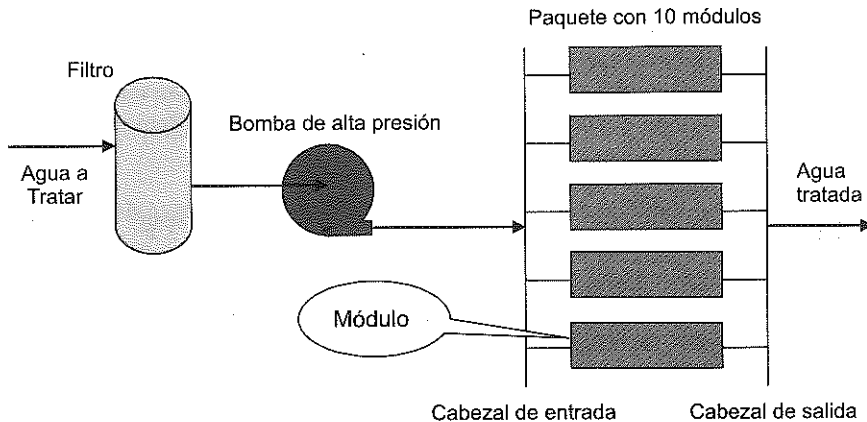 Paquete con 10 módulos
Filtro
Bomba de alta presión
Agua a
Tratar
Agua
tratada
Módulo
Cabezal de entrada
Cabezal de salida